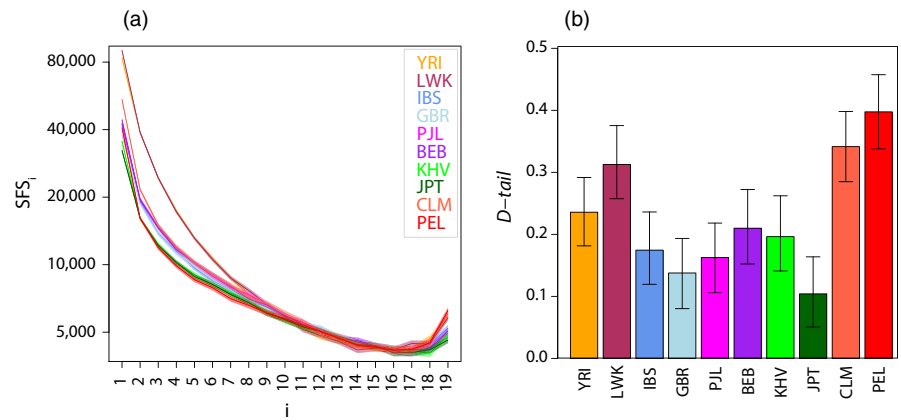 (a)
80,000
40,000
20,000
10,000
5,000
SFSi
YRI
LWK
IBS
GBR
PJL
BEB
KHV
JPT
CLM
PEL
1 2 3 4 5 6 7 8 9 10 11 12 13 14 15 16 17 18 19
i
(b)
0.5
0.4
0.3
0.2
0.1
0.0
D-tail
YRI LWK IBS GBR PJL BEB KHV JPT CLM PEL